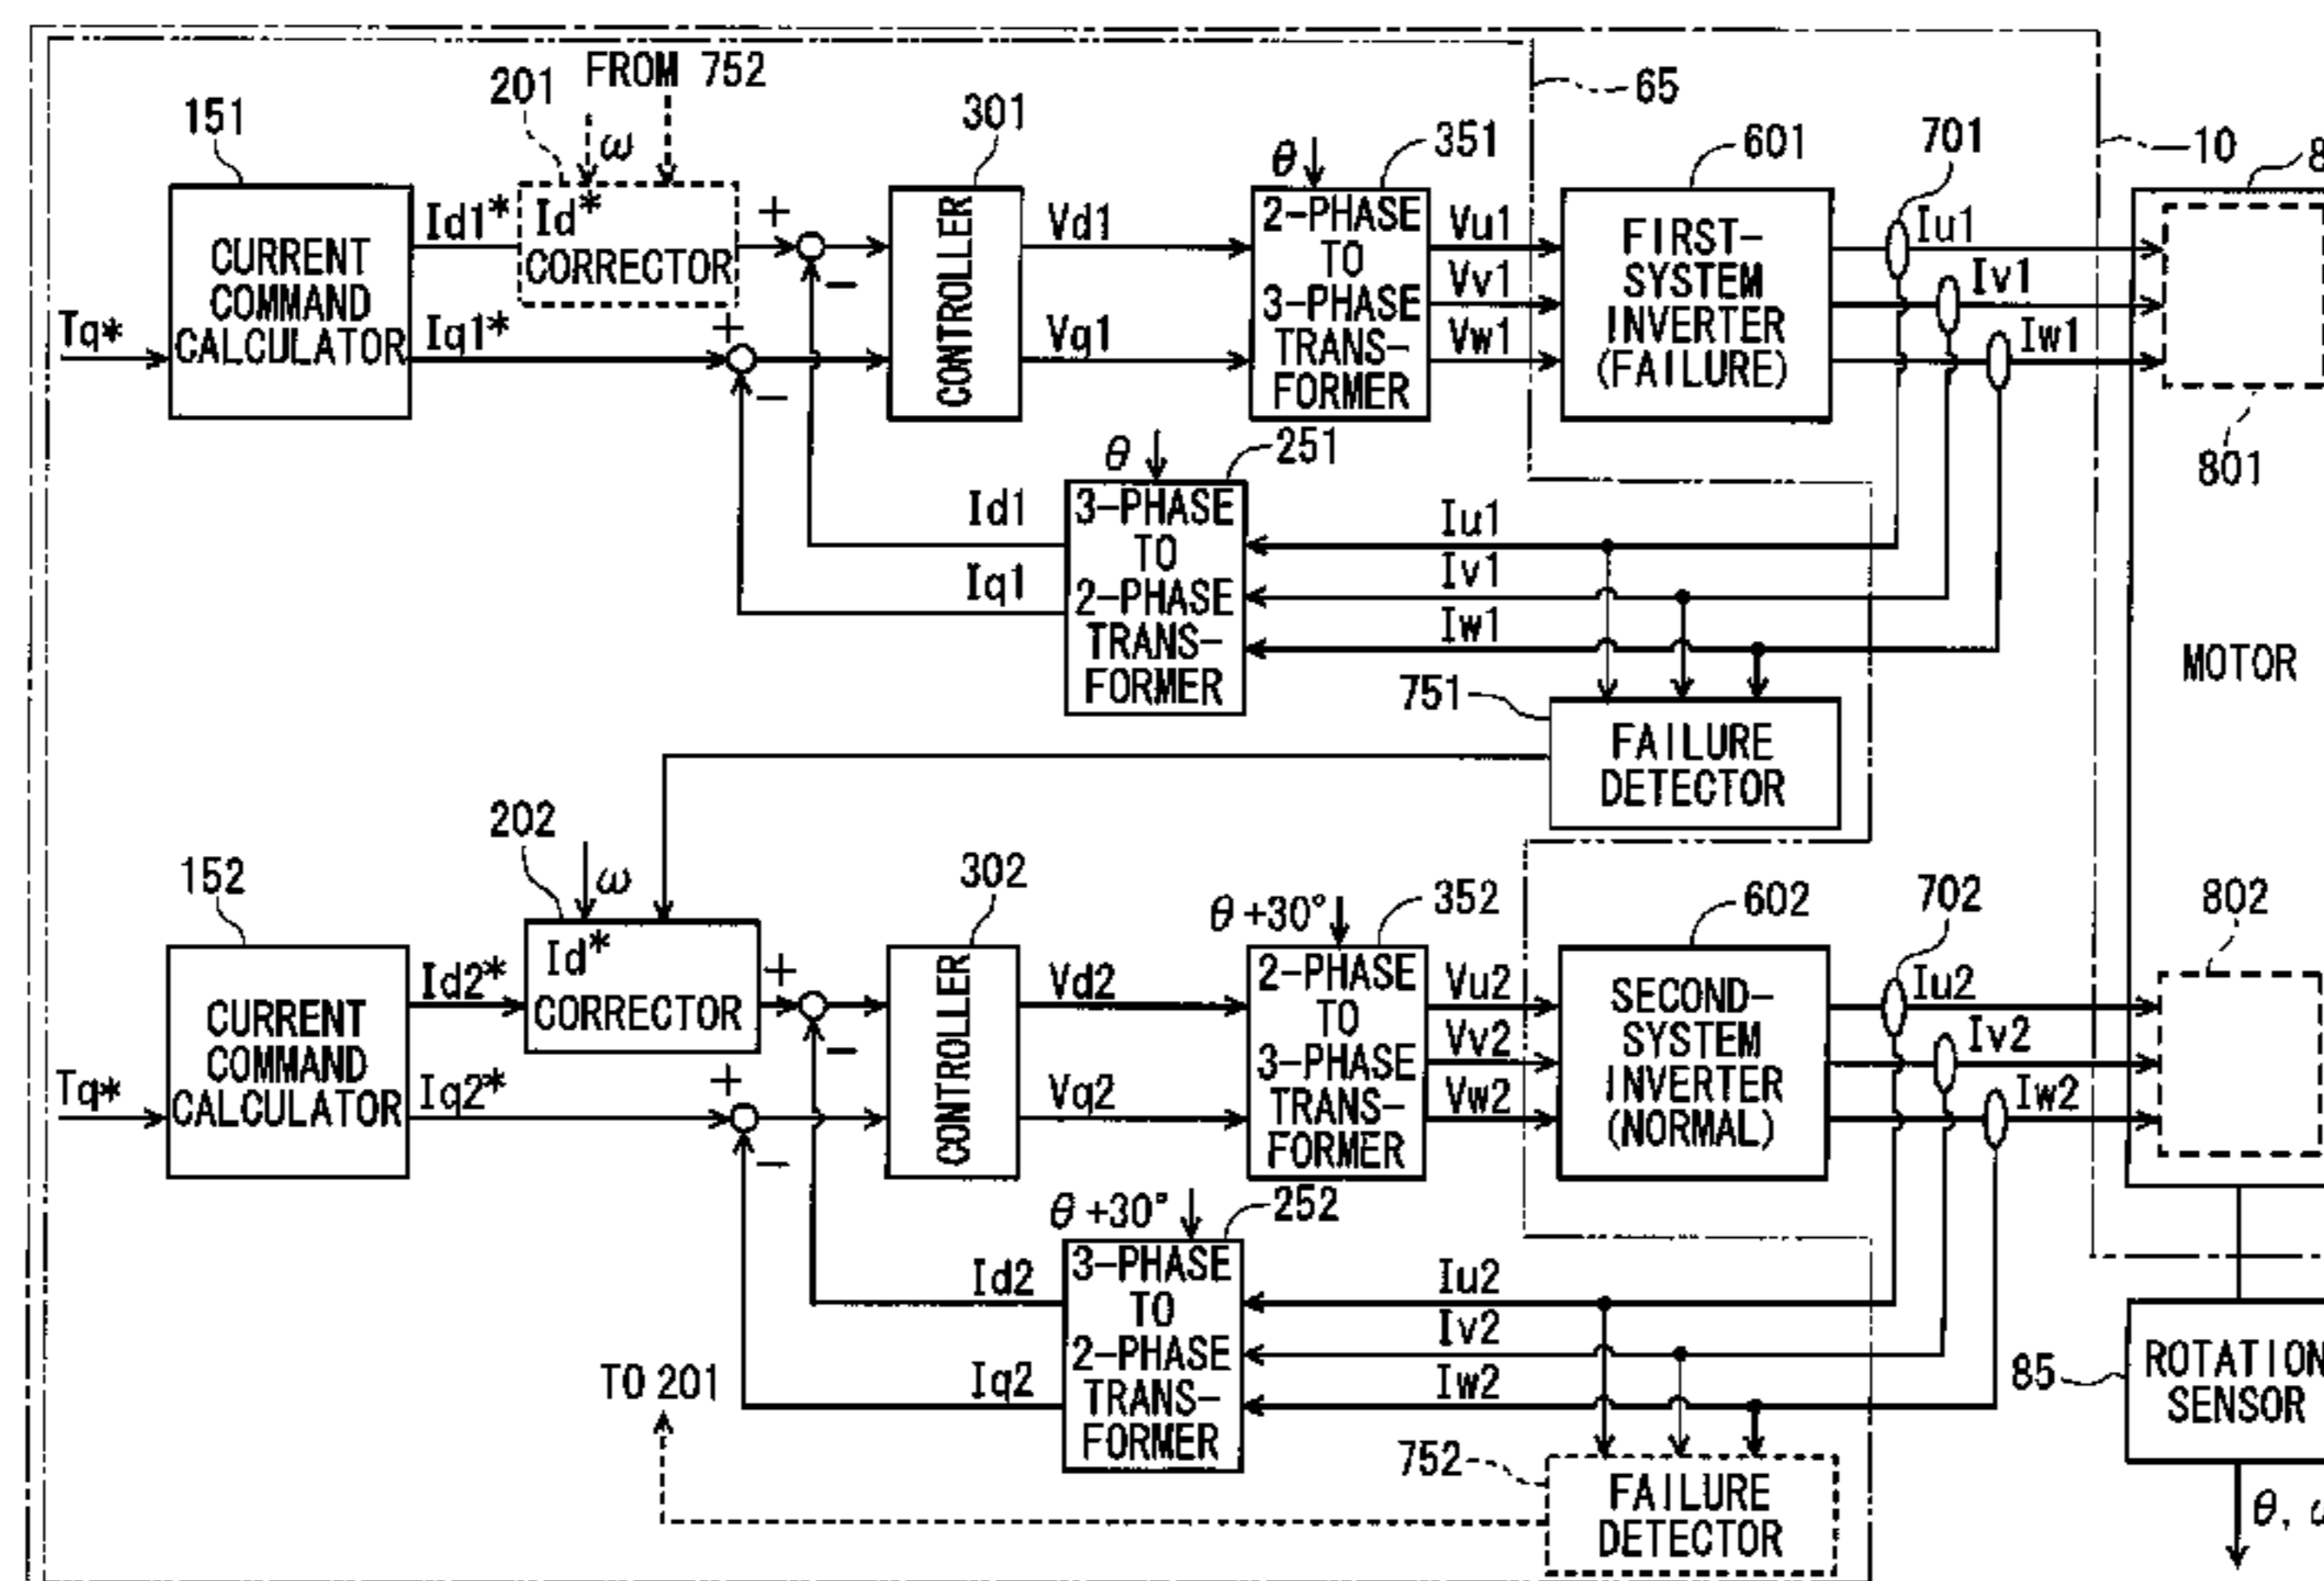 FROM 752
201
65
151
301
ω
θ
351
601
701
10
8
CURRENT
COMMAND
CALCULATOR
Tq*
Id1*
Iq1*
Id*
CORRECTOR
+
−
+
−
CONTROLLER
Vd1
Vq1
2-PHASE
TO
3-PHASE
TRANS-
FORMER
Vu1
Vv1
Vw1
FIRST-
SYSTEM
INVERTER
(FAILURE)
Iu1
Iv1
Iw1
801
θ
251
Id1
Iq1
3-PHASE
TO
2-PHASE
TRANS-
FORMER
Iu1
Iv1
Iw1
MOTOR
751
FAILURE
DETECTOR
202
ω
152
302
θ+30°
352
602
702
802
CURRENT
COMMAND
CALCULATOR
Tq*
Id2*
Iq2*
Id*
CORRECTOR
+
−
+
−
CONTROLLER
Vd2
Vq2
2-PHASE
TO
3-PHASE
TRANS-
FORMER
Vu2
Vv2
Vw2
SECOND-
SYSTEM
INVERTER
(NORMAL)
Iu2
Iv2
Iw2
θ+30°
252
Id2
Iq2
3-PHASE
TO
2-PHASE
TRANS-
FORMER
Iu2
Iv2
Iw2
TO 201
752
FAILURE
DETECTOR
85
ROTATION
SENSOR
θ,